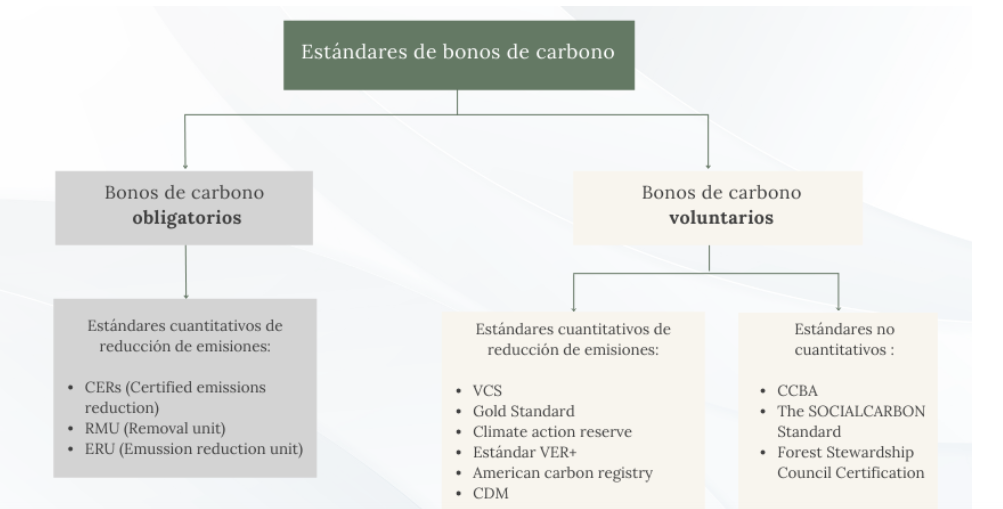 Estándares de bonos de carbono
Bonos de carbono
obligatorios
Bonos de carbono
voluntarios
Estándares cuantitativos de
reducción de emisiones:
• CERs (Certified emissions
reduction)
• RMU (Removal unit)
• ERU (Emussion reduction unit)
Estándares cuantitativos de
reducción de emisiones:
• VCS
• Gold Standard
• Climate action reserve
• Estándar VER+
• American carbon registry
• CDM
Estándares no
cuantitativos :
• CCBA
• The SOCIALCARBON
Standard
• Forest Stewardship
Council Certification